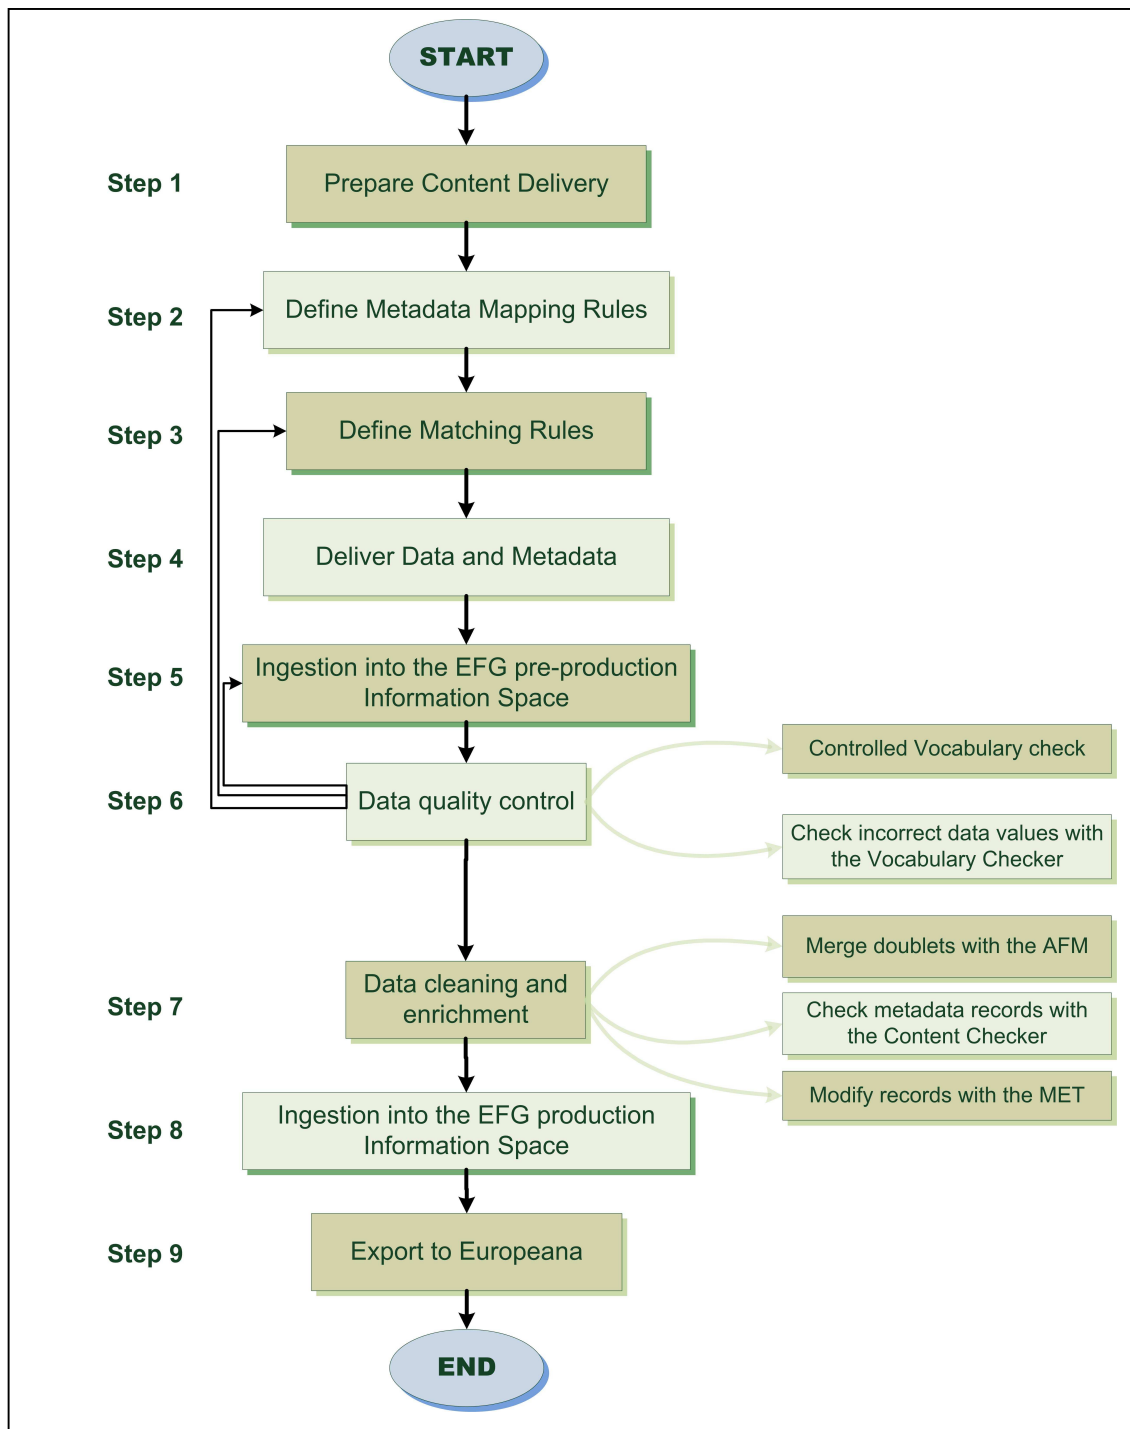 START
Step 1
Prepare Content Delivery
Step 2
Define Metadata Mapping Rules
Step 3
Define Matching Rules
Step 4
Deliver Data and Metadata
Step 5
Ingestion into the EFG pre-production
Information Space
Step 6
Data quality control
Controlled Vocabulary check
Check incorrect data values with
the Vocabulary Checker
Step 7
Data cleaning and
enrichment
Merge doublets with the AFM
Check metadata records with
the Content Checker
Modify records with the MET
Step 8
Ingestion into the EFG production
Information Space
Step 9
Export to Europeana
END